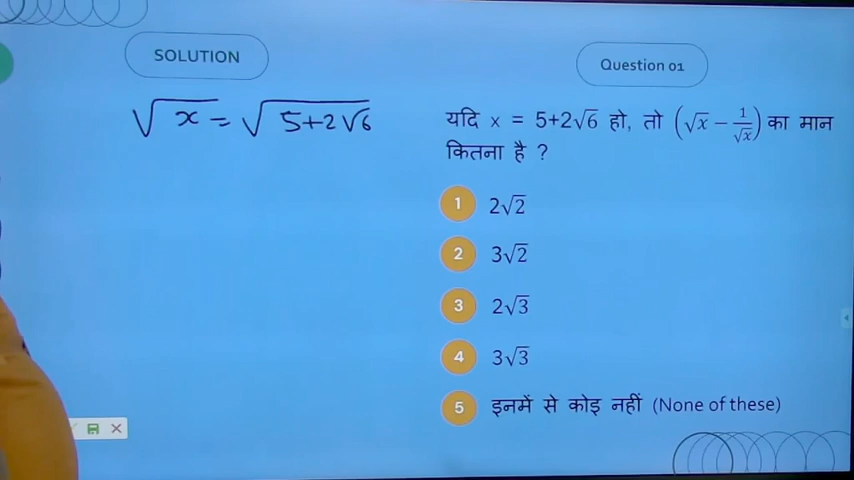 SOLUTION
√x = √5+2√6
Question 01
यदि x = 5+2√6 हो, तो (√x − 1/√x) का मान
कितना है ?
1 2√2
2 3√2
3 2√3
4 3√3
5 इनमें से कोइ नहीं (None of these)